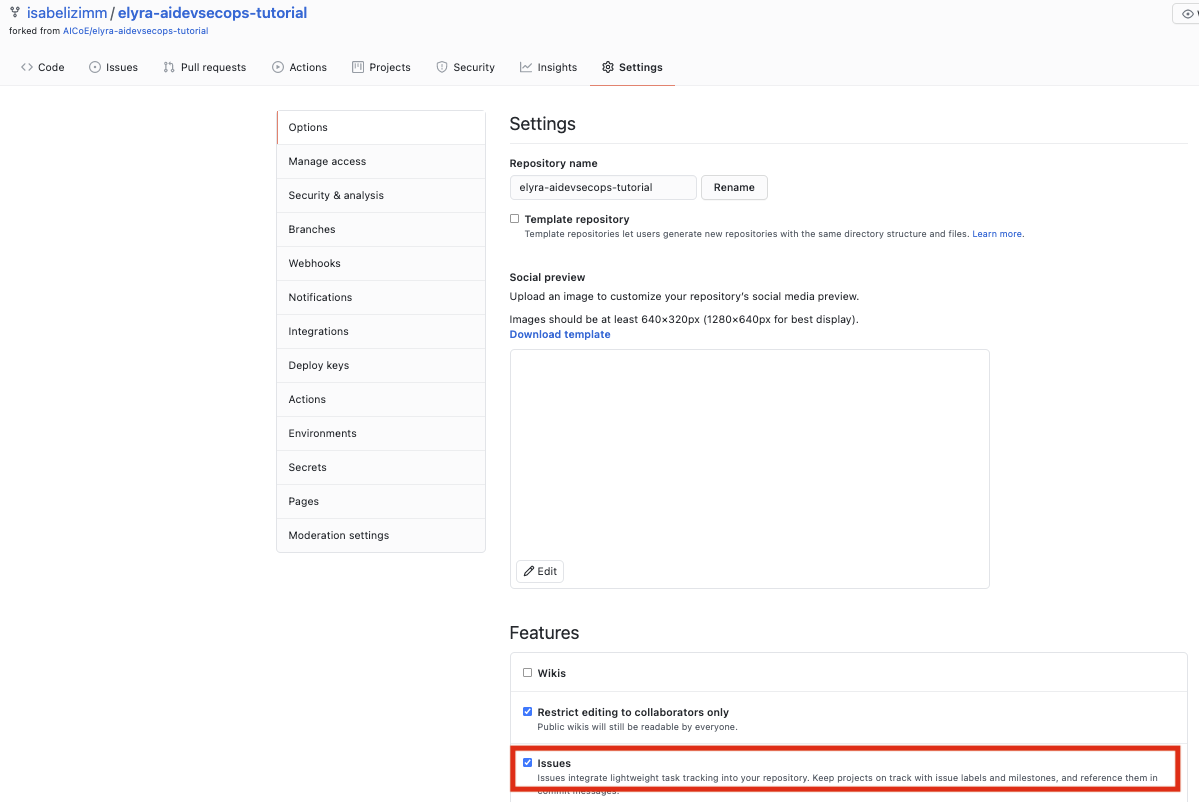 isabelizimm / elyra-aidevsecops-tutorial
forked from AICoE/elyra-aidevsecops-tutorial
Code Issues Pull requests Actions Projects Security Insights Settings
Options
Manage access
Security & analysis
Branches
Webhooks
Notifications
Integrations
Deploy keys
Actions
Environments
Secrets
Pages
Moderation settings
Settings
Repository name
elyra-aidevsecops-tutorial Rename
Template repository
Template repositories let users generate new repositories with the same directory structure and files. Learn more.
Social preview
Upload an image to customize your repository's social media preview.
Images should be at least 640×320px (1280×640px for best display).
Download template
Edit
Features
Wikis
Restrict editing to collaborators only
Public wikis will still be readable by everyone.
Issues
Issues integrate lightweight task tracking into your repository. Keep projects on track with issue labels and milestones, and reference them in
commit messages.